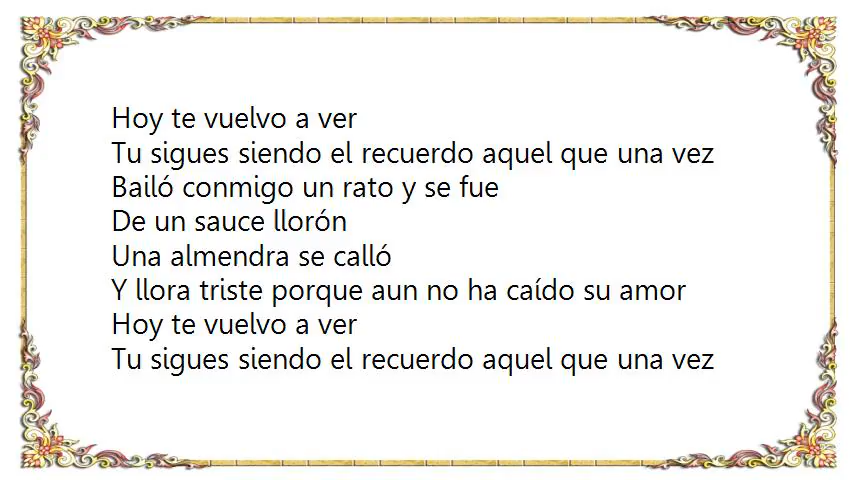 Hoy te vuelvo a ver
Tu sigues siendo el recuerdo aquel que una vez
Bailó conmigo un rato y se fue
De un sauce llorón
Una almendra se calló
Y llora triste porque aun no ha caído su amor
Hoy te vuelvo a ver
Tu sigues siendo el recuerdo aquel que una vez